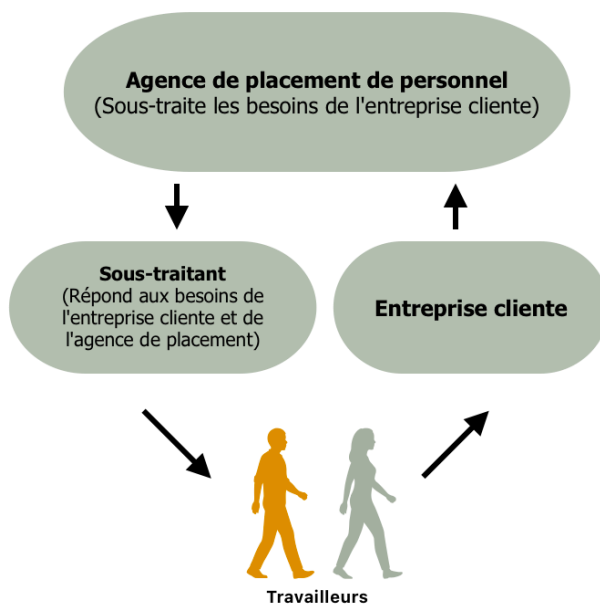 Agence de placement de personnel
(Sous-traite les besoins de l'entreprise cliente)
Sous-traitant
(Répond aux besoins de
l'entreprise cliente et de
l'agence de placement)
Entreprise cliente
Travailleurs